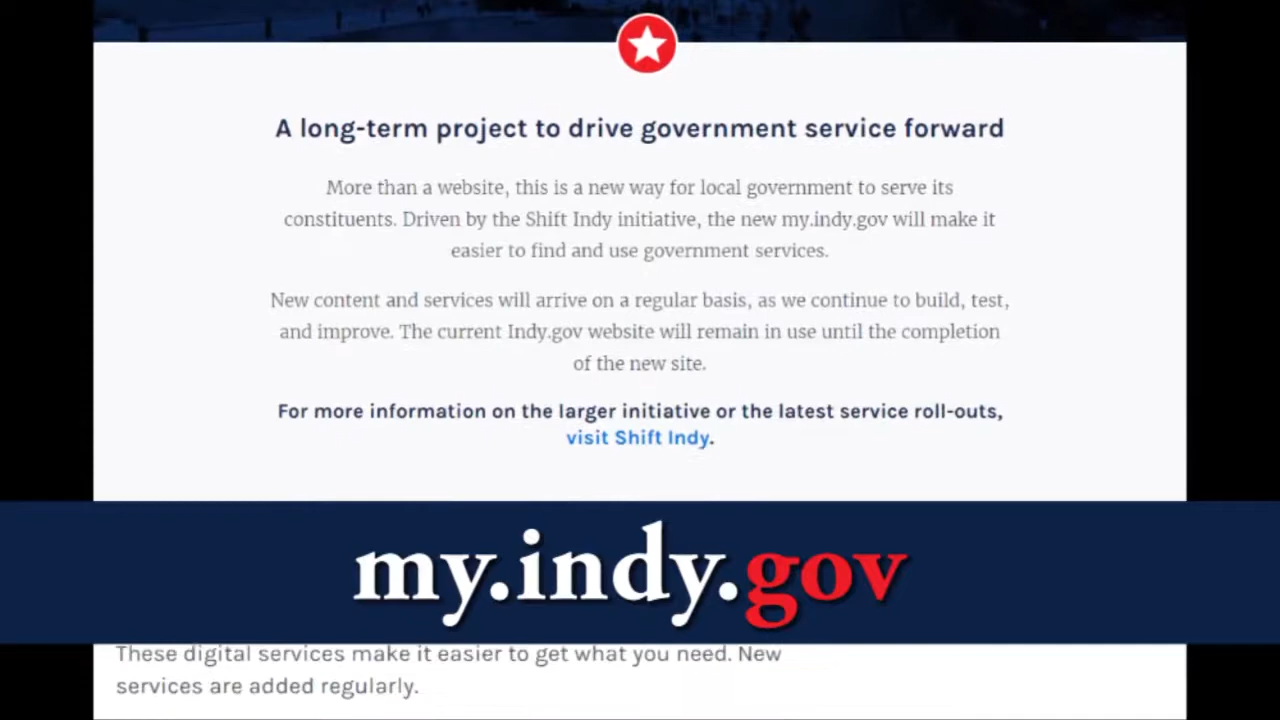 A long-term project to drive government service forward
More than a website, this is a new way for local government to serve its
constituents. Driven by the Shift Indy initiative, the new my.indy.gov will make it
easier to find and use government services.
New content and services will arrive on a regular basis, as we continue to build, test,
and improve. The current Indy.gov website will remain in use until the completion
of the new site.
For more information on the larger initiative or the latest service roll-outs,
visit Shift Indy.
my.indy.gov
These digital services make it easier to get what you need. New
services are added regularly.